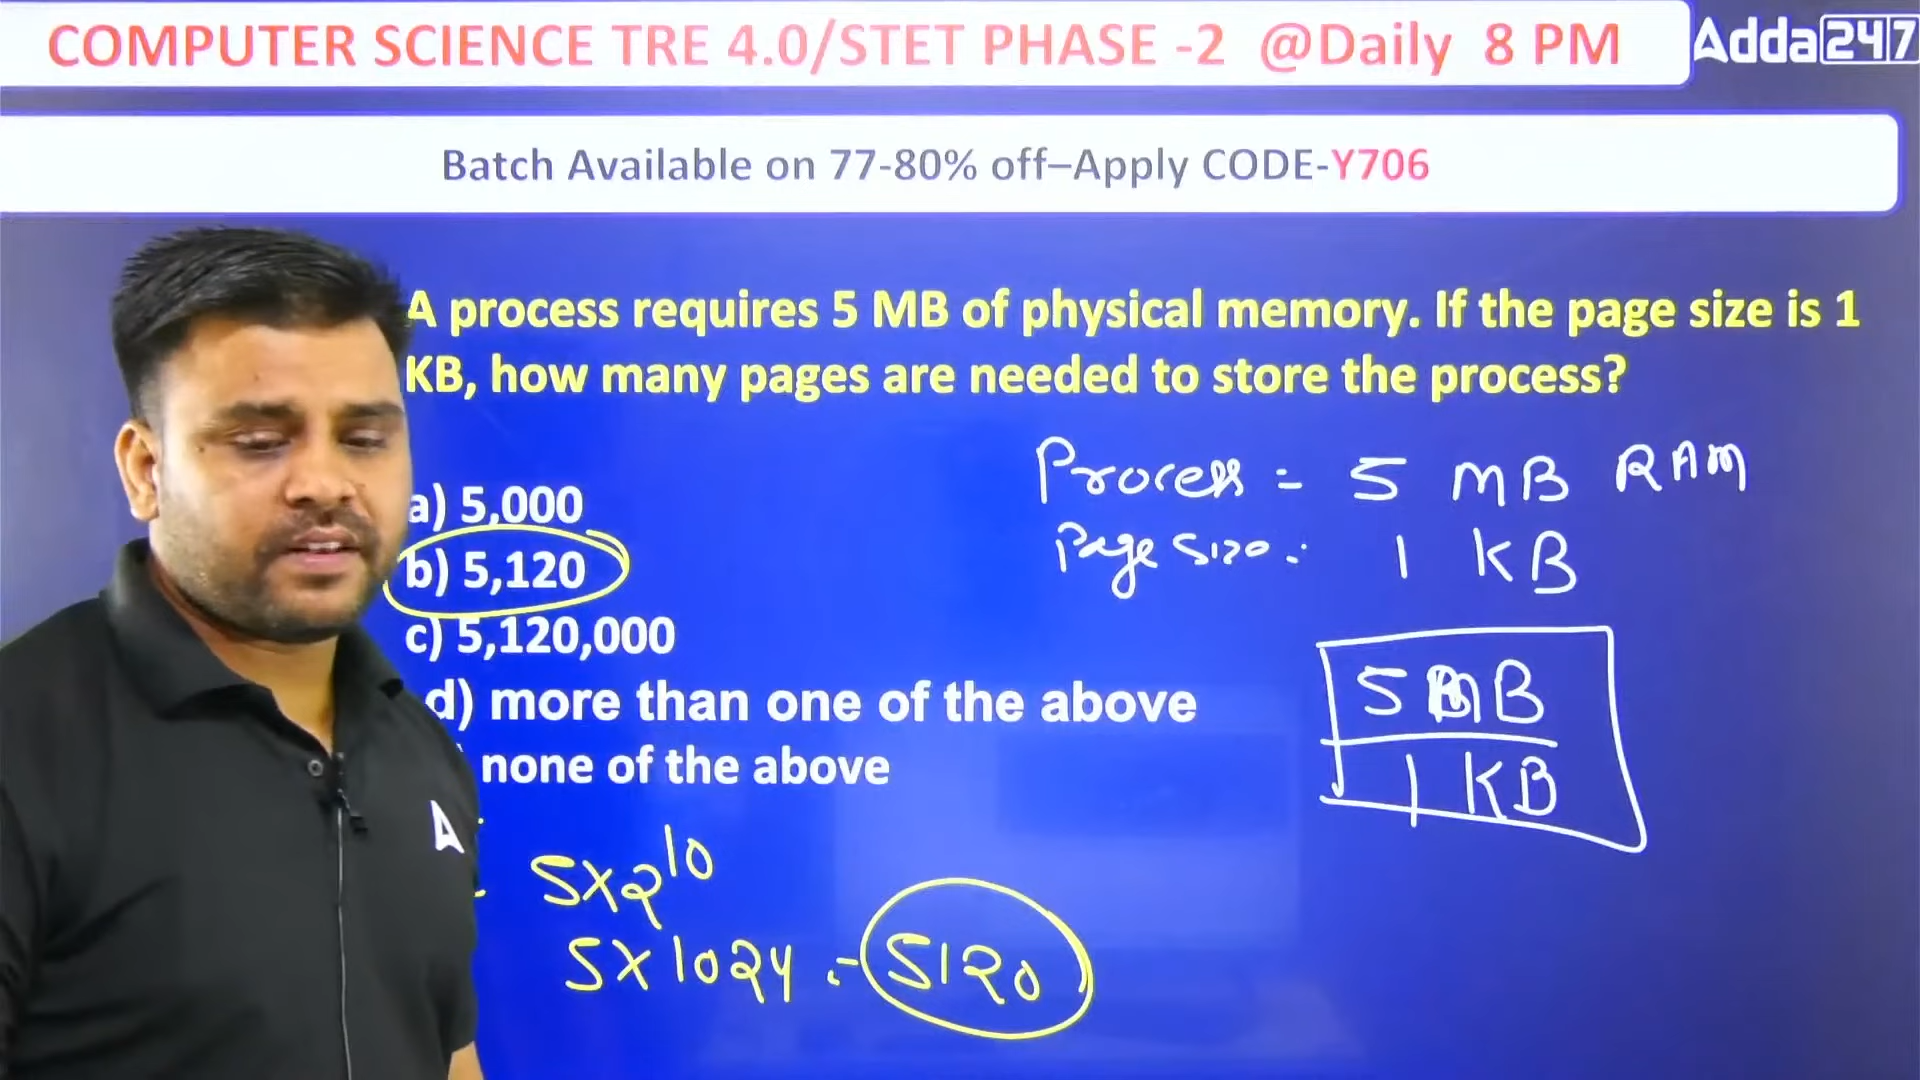 COMPUTER SCIENCE TRE 4.0/STET PHASE -2 @Daily 8 PM
Adda247
Batch Available on 77-80% off–Apply CODE-Y706
A process requires 5 MB of physical memory. If the page size is 1
KB, how many pages are needed to store the process?
Process = 5 MB RAM
Page Size : 1 KB
a) 5,000
b) 5,120
c) 5,120,000
d) more than one of the above
none of the above
5 MB
1 KB
5x2^10
5x1024 = 5120